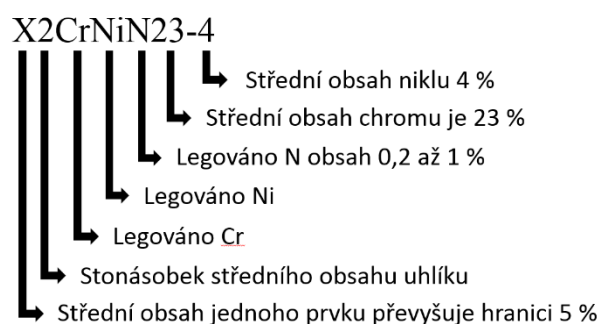 X2CrNiN23-4
Střední obsah niklu 4 %
Střední obsah chromu je 23 %
Legováno N obsah 0,2 až 1 %
Legováno Ni
Legováno Cr
Stonásobek středního obsahu uhlíku
Střední obsah jednoho prvku převyšuje hranici 5 %